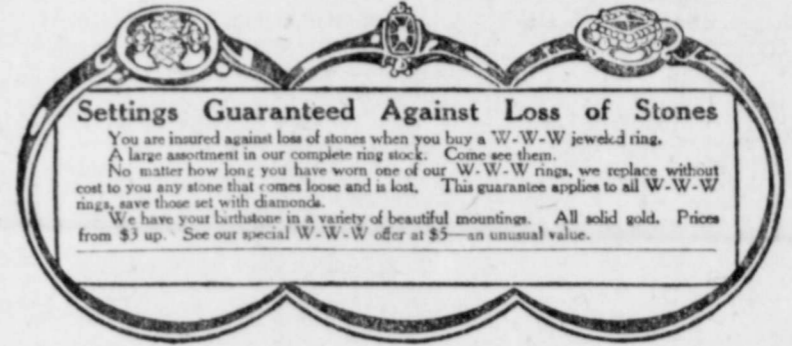 Settings Guaranteed Against Loss of Stones
You are insured against loss of stones when you buy a W-W-W jeweled ring.
A large assortment in our complete ring stock. Come see them.
No matter how long you have worn one of our W-W-W rings, we replace without
cost to you any stone that comes loose and is lost. This guarantee applies to all W-W-W
rings, save those set with diamonds.
We have your birthstone in a variety of beautiful mountings. All solid gold. Prices
from $3 up. See our special W-W-W offer at $5—an unusual value.